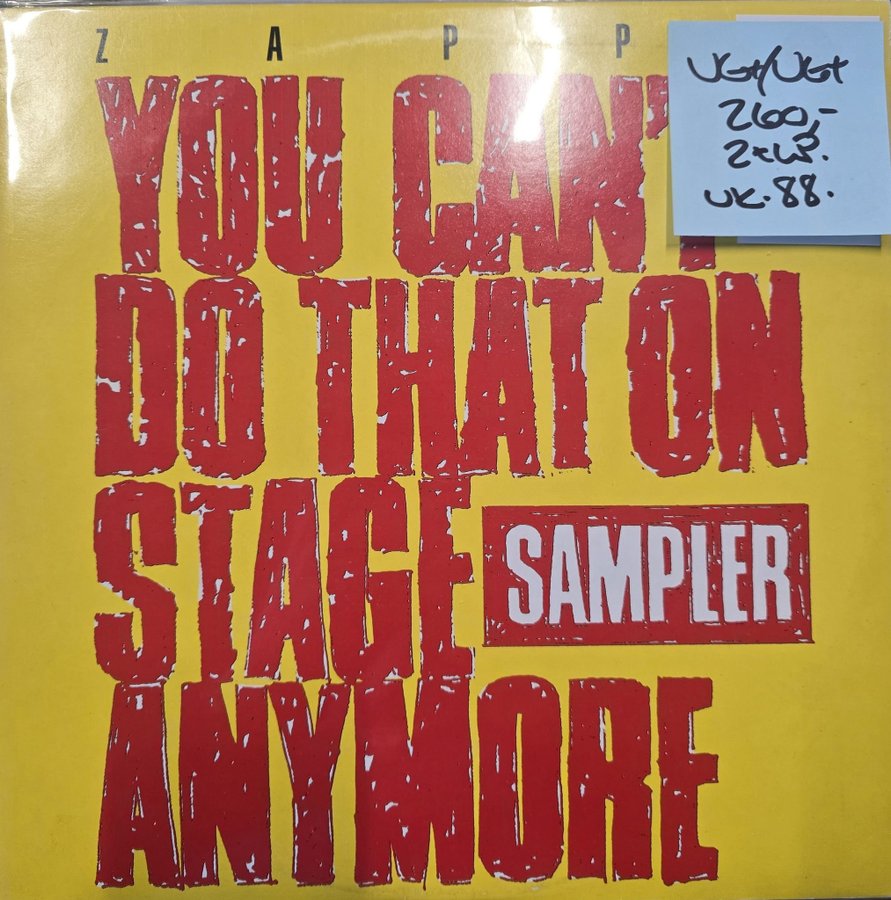 Z A P P
YOU CAN'T
DO THAT ON
STAGE
SAMPLER
ANYMORE
VG+/VG+
260,-
2xLP.
UK.88.